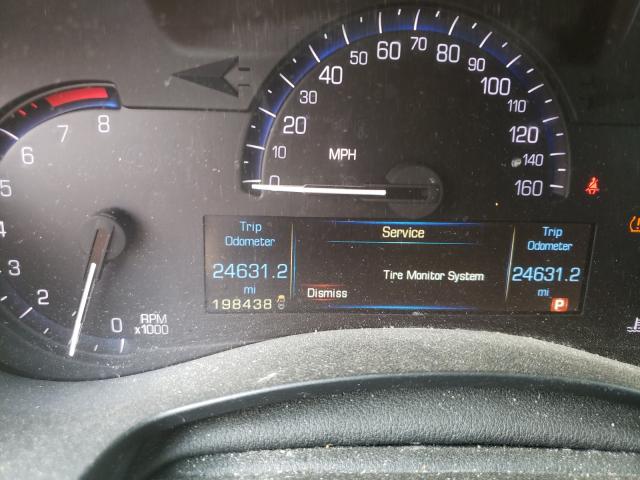 0
10
20
30
40
50
60
70
80
90
100
110
120
140
160
MPH
8
7
6
5
4
3
2
0
RPM
x1000
Trip
Odometer
24631.2
mi
198438
Service
Tire Monitor System
Dismiss
Trip
Odometer
24631.2
mi
P